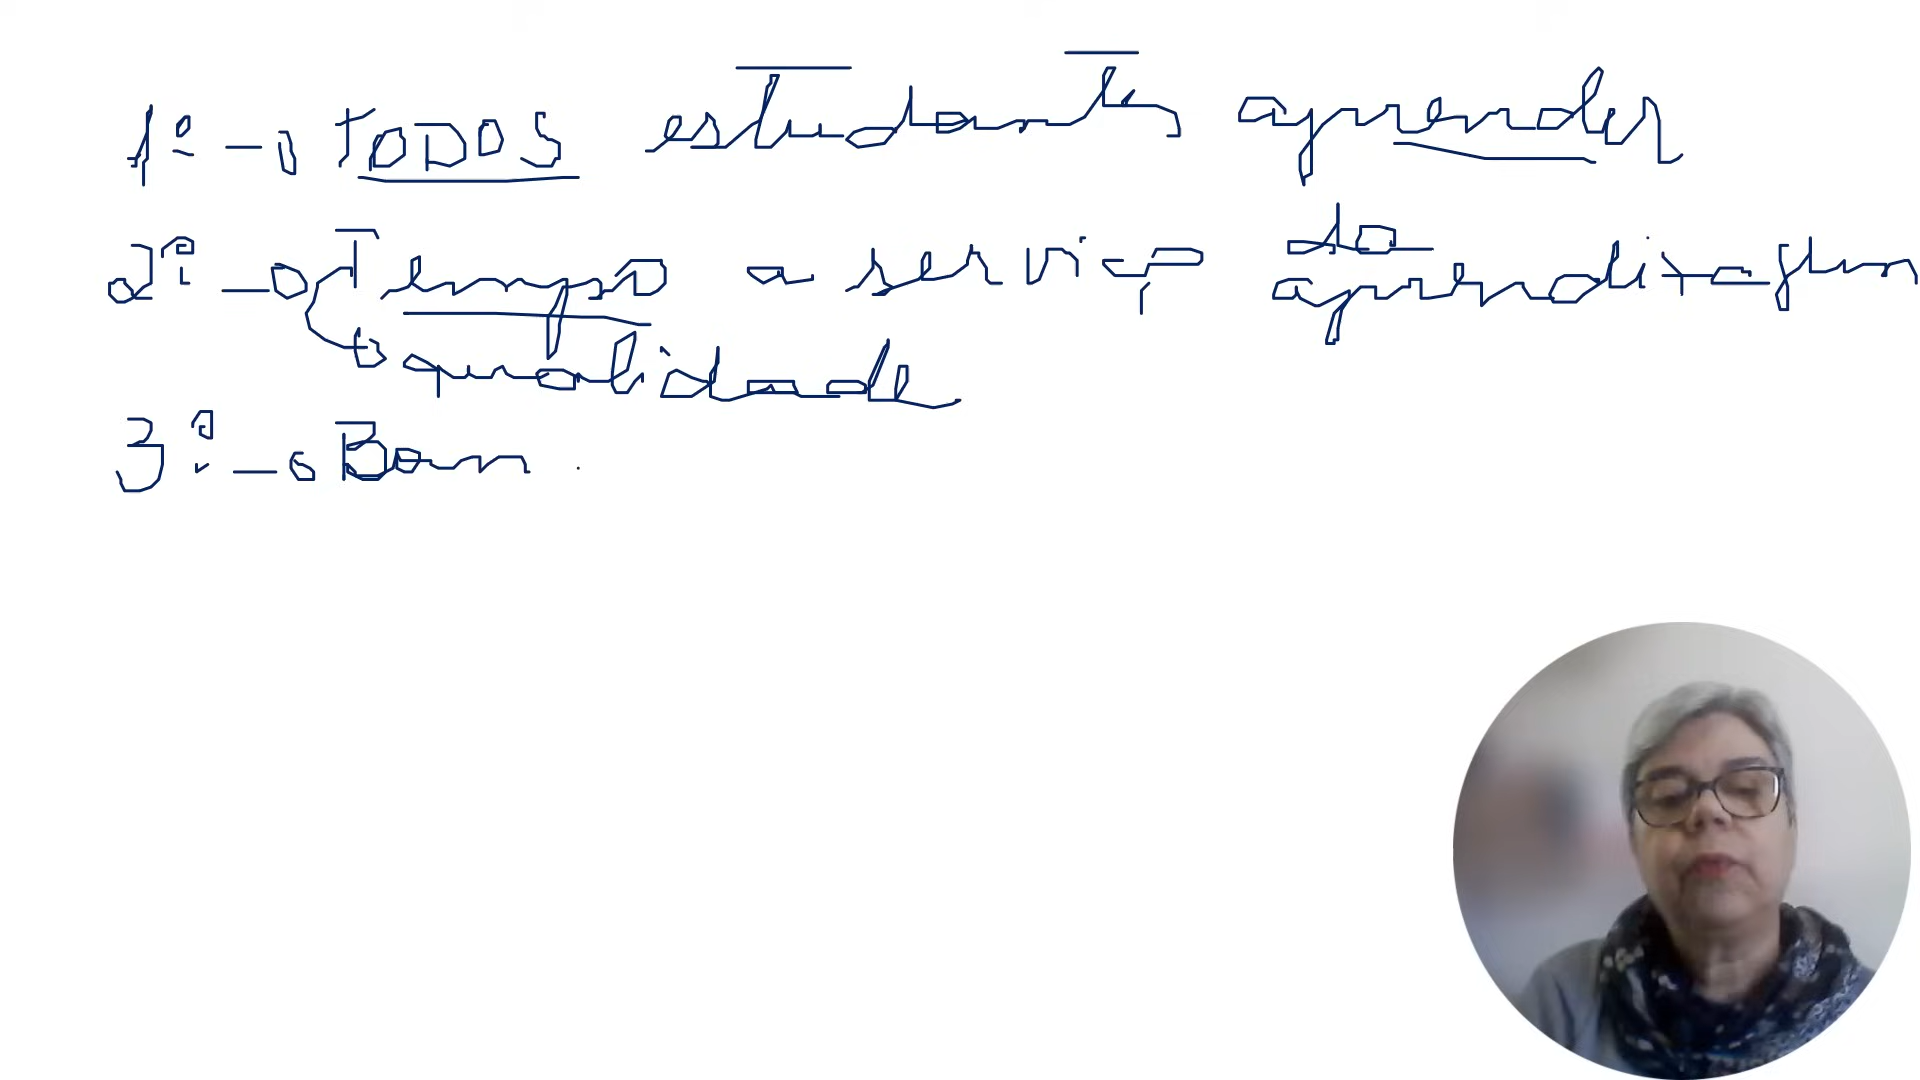 1º → TODOS estudantes aprender
2º → Tempo a serviço da aprendizagem
→ qualidade
3º → Bom